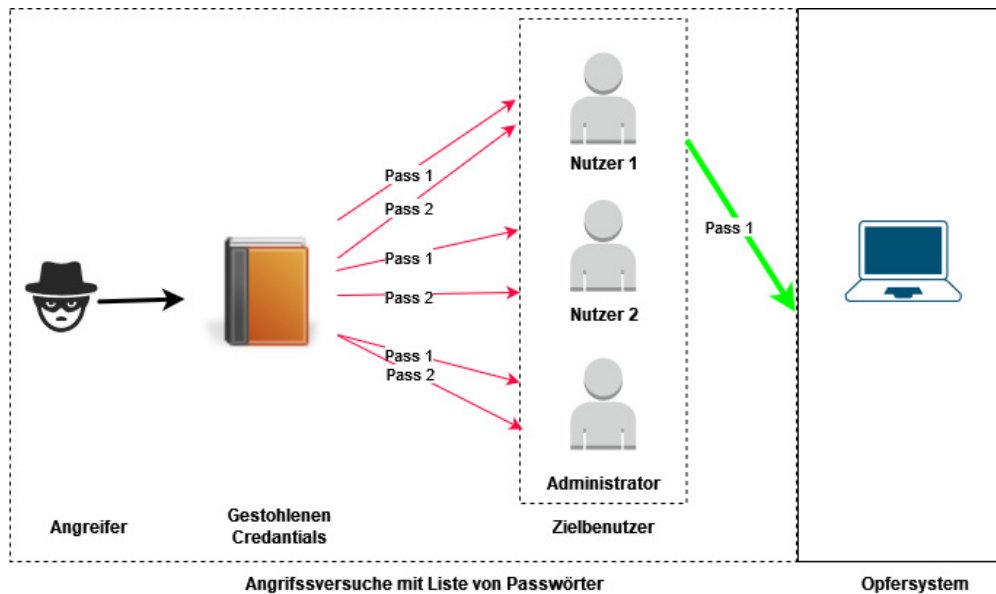 Nutzer 1
Pass 1
Pass 2
Pass 1
Pass 1
Pass 2
Nutzer 2
Pass 1
Pass 2
Administrator
Angreifer
Gestohlenen
Credantials
Zielbenutzer
Angrifssversuche mit Liste von Passwörter
Opfersystem